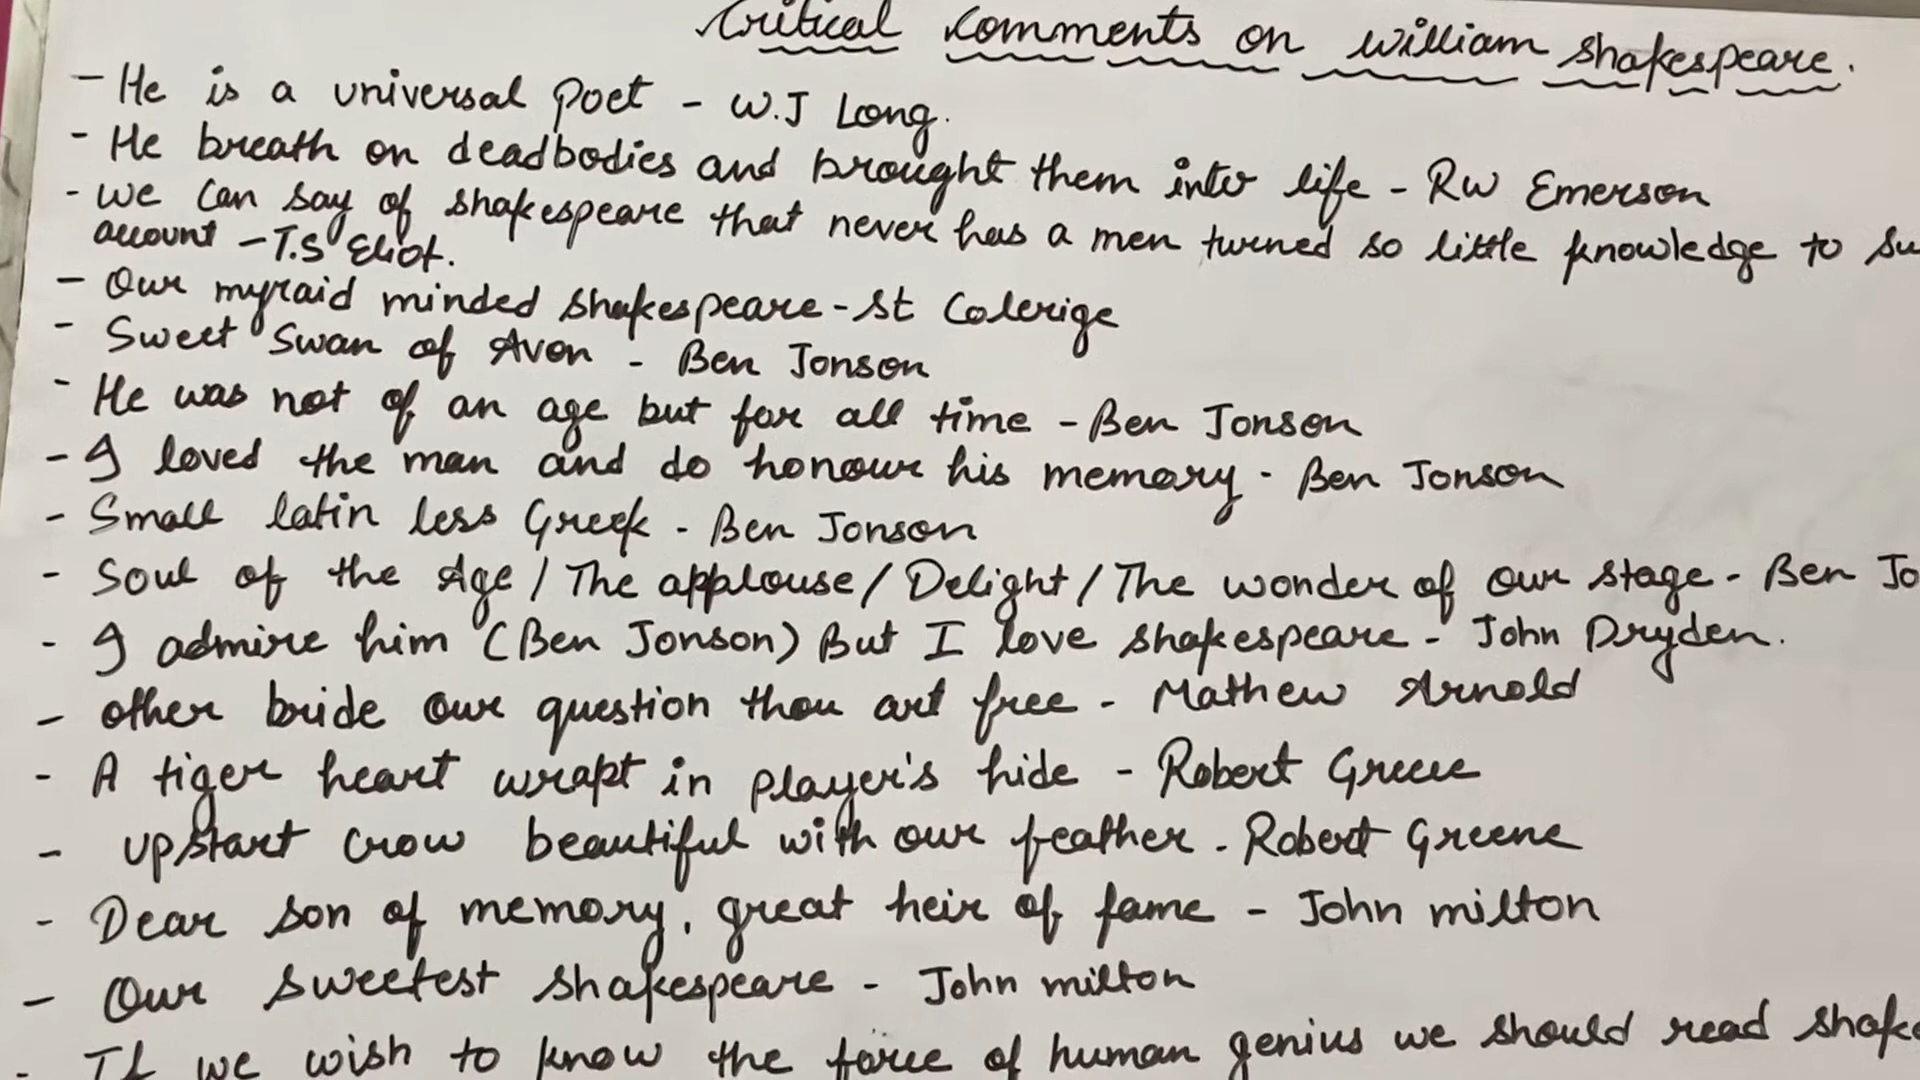 Critical comments on william shakespeare.
- He is a universal poet - W.J Long.
- He breath on deadbodies and brought them into life - RW Emerson
- we can say of shakespeare that never has a men turned so little knowledge to
account - T.S Eliot.
- Our myraid minded shakespeare - st Colerige
- Sweet Swan of Avon - Ben Jonson
- He was not of an age but for all time - Ben Jonson
- I loved the man and do honour his memory - Ben Jonson
- Small latin less Greek - Ben Jonson
- Soul of the Age / The applouse / Delight / The wonder of our stage - Ben Jo
- I admire him (Ben Jonson) But I love shakespeare - John Dryden.
- other bride our question thou art free - Mathew Arnold
- A tiger heart wrapt in player's hide - Robert Greene
- upstart crow beautiful with our feather - Robert Greene
- Dear son of memory, great heir of fame - John milton
- Our sweetest shakespeare - John milton
- If we wish to know the force of human genius we should read shake